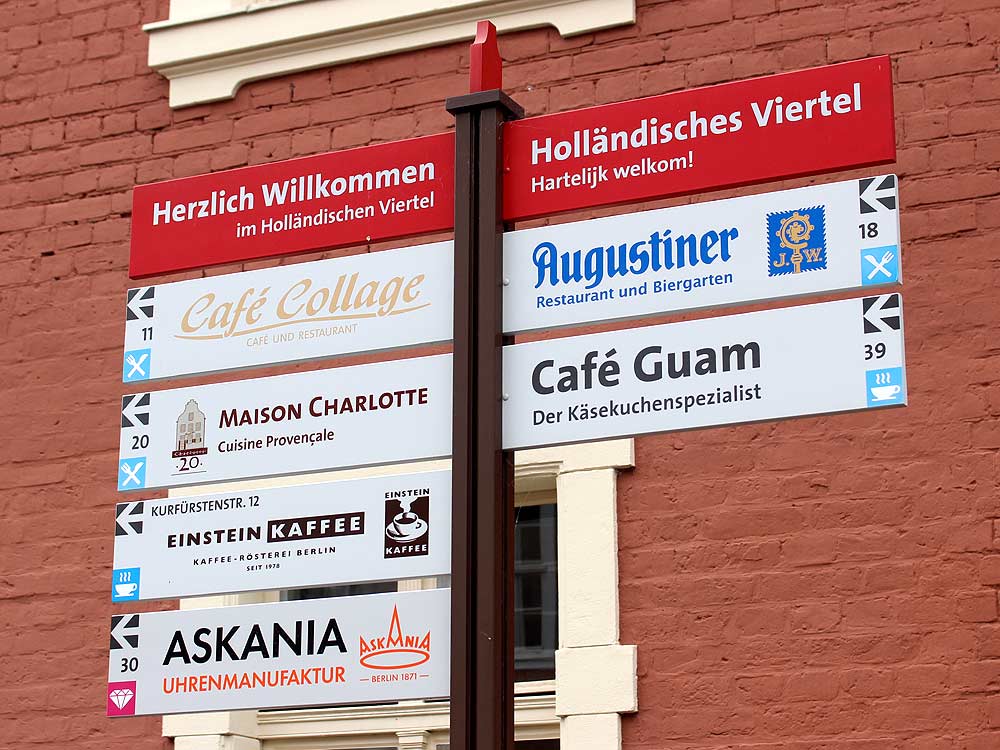 Herzlich Willkommen
im Holländischen Viertel
Café Collage
CAFÉ UND RESTAURANT
11
MAISON CHARLOTTE
Cuisine Provençale
20
Charlotte
·20·
KURFÜRSTENSTR. 12
EINSTEIN KAFFEE
KAFFEE-RÖSTEREI BERLIN
SEIT 1978
EINSTEIN
KAFFEE
ASKANIA
UHRENMANUFAKTUR
30
ASKANIA
— BERLIN 1871 —
Holländisches Viertel
Hartelijk welkom!
Augustiner
Restaurant und Biergarten
J. W.
18
Café Guam
Der Käsekuchenspezialist
39